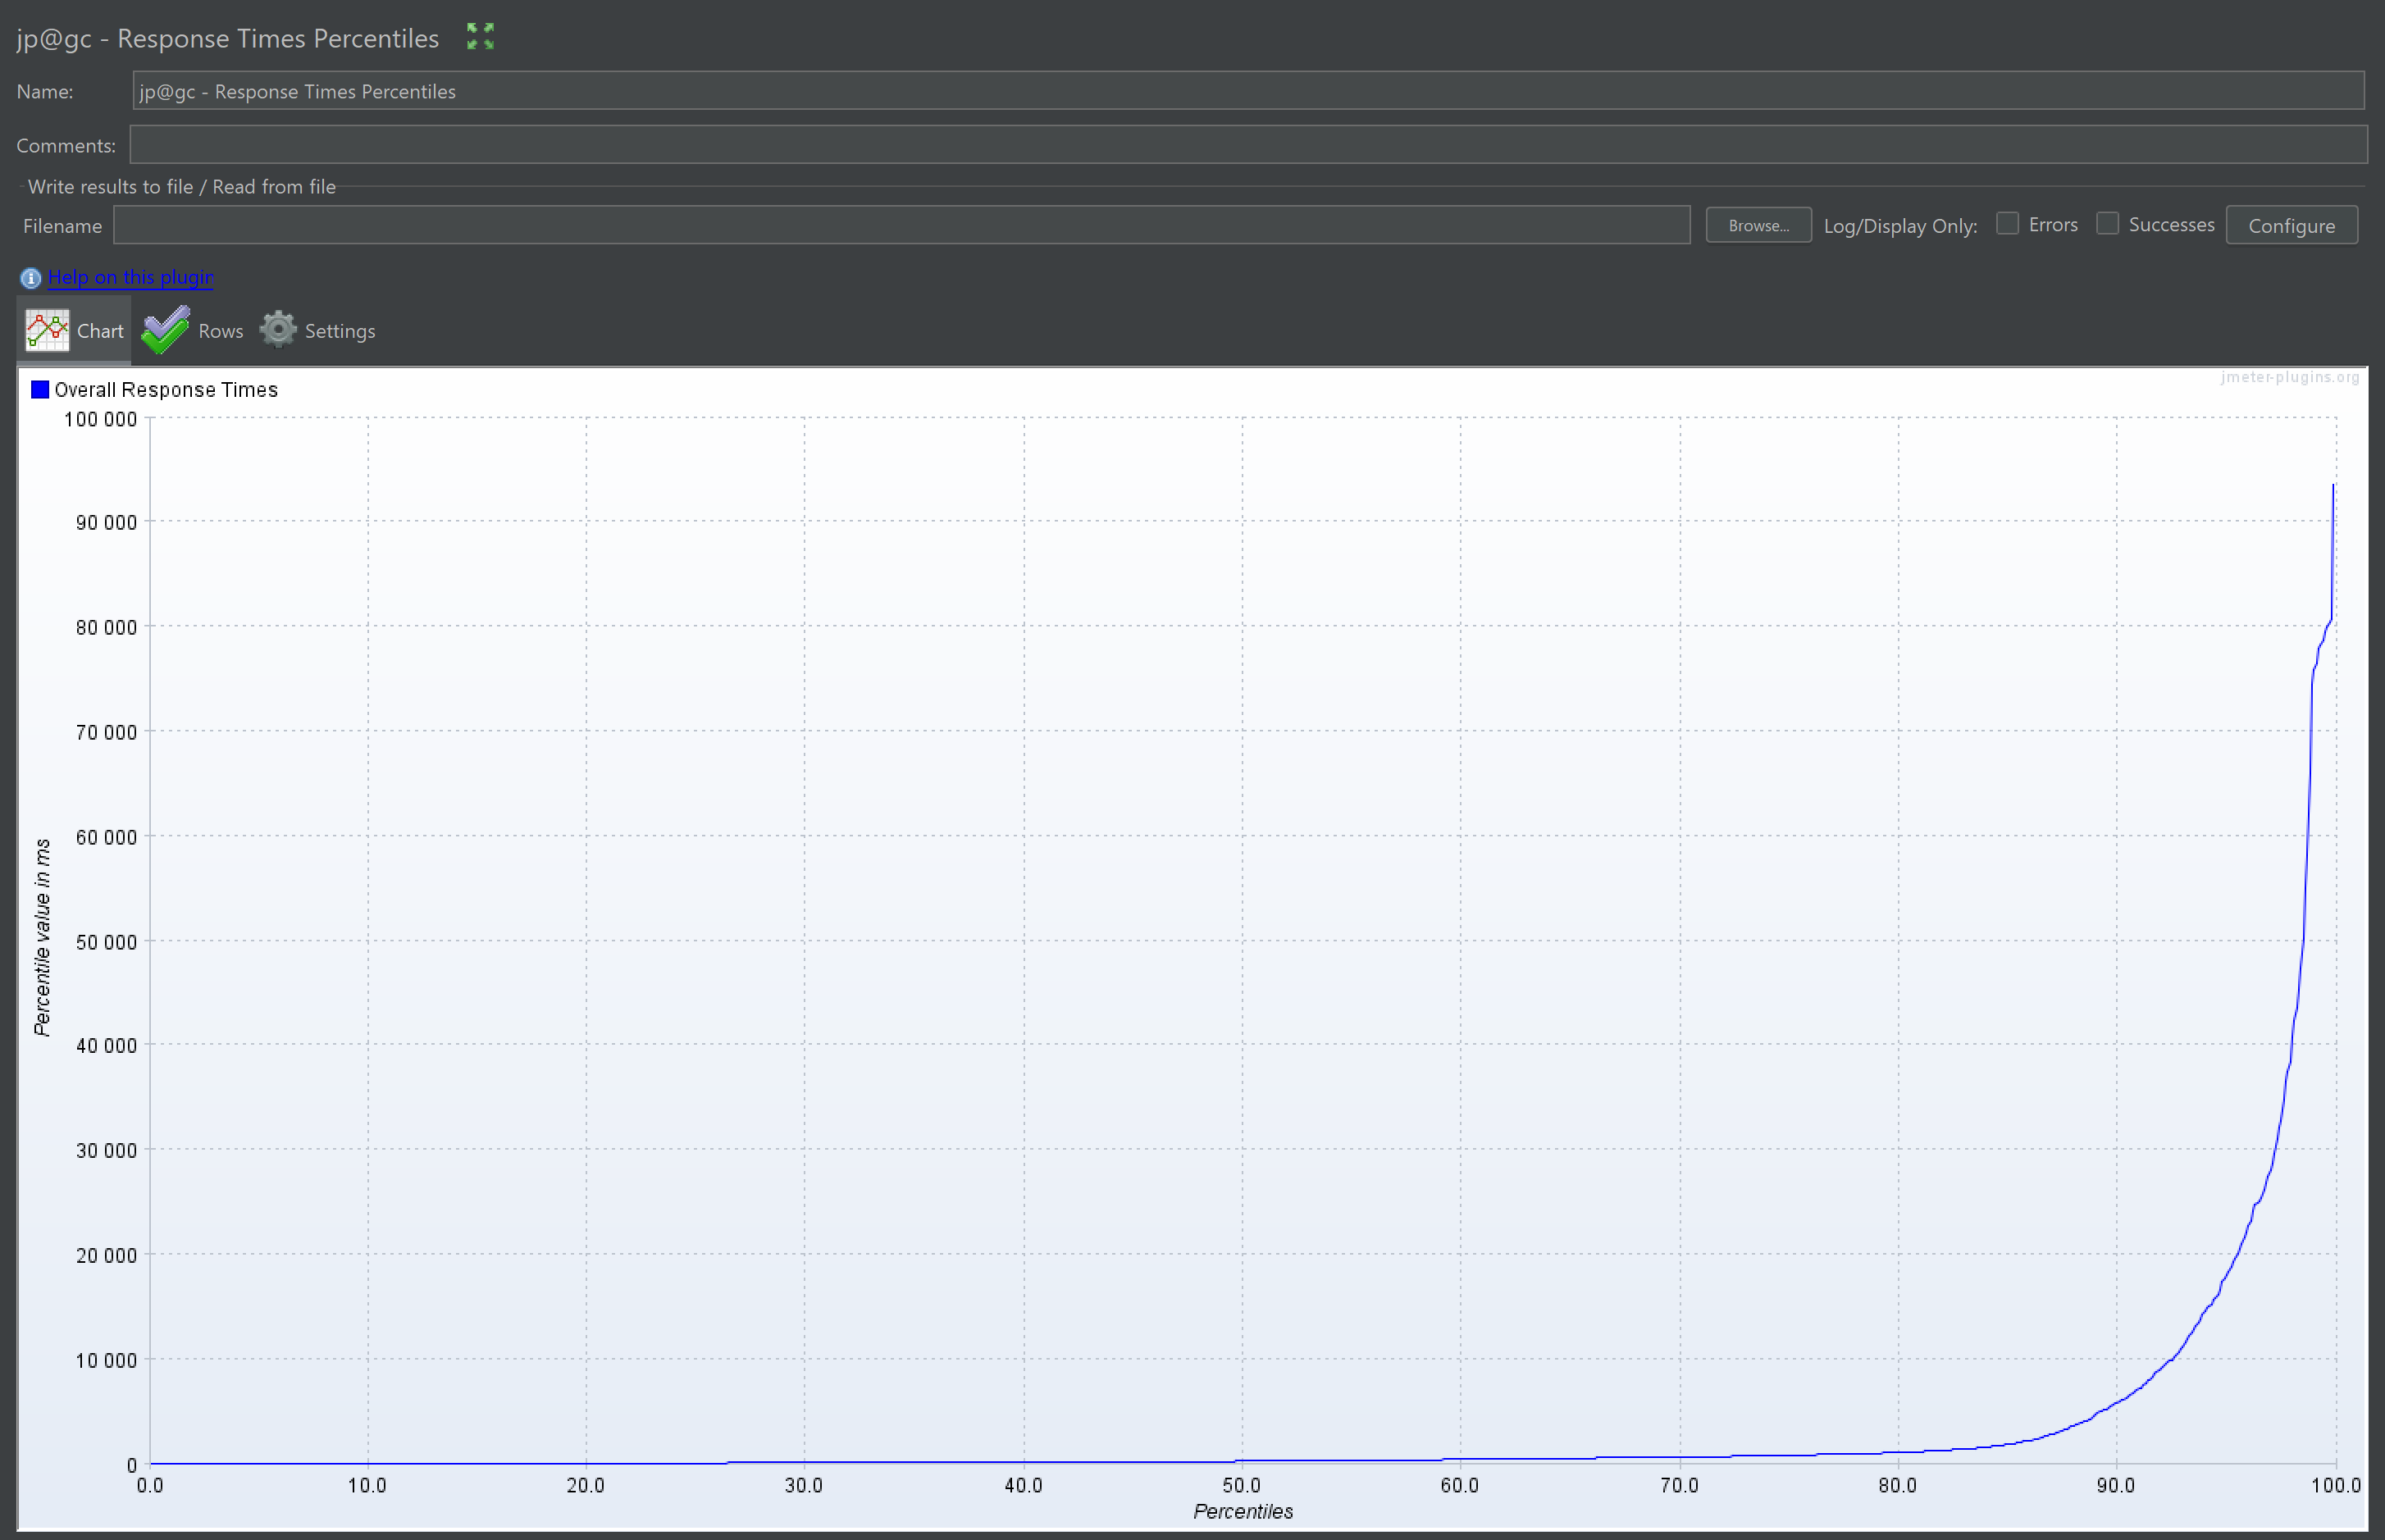 jp@gc - Response Times Percentiles
Name: jp@gc - Response Times Percentiles
Comments:
Write results to file / Read from file
Filename Browse... Log/Display Only: Errors Successes Configure
Help on this plugin
Chart Rows Settings
jmeter-plugins.org
Overall Response Times
100 000
90 000
80 000
70 000
60 000
50 000
40 000
30 000
20 000
10 000
0
Percentile value in ms
0.0 10.0 20.0 30.0 40.0 50.0 60.0 70.0 80.0 90.0 100.0
Percentiles